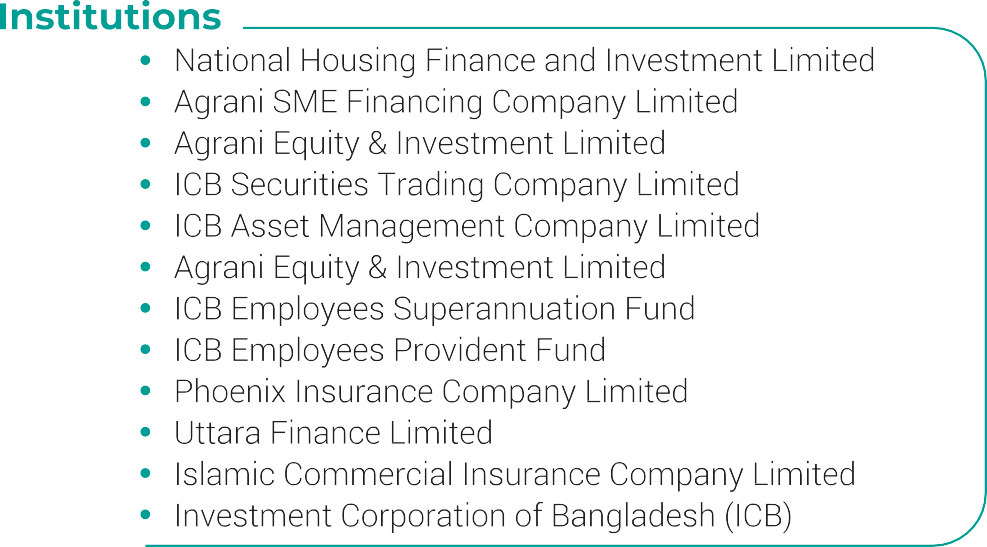 Institutions
• National Housing Finance and Investment Limited
• Agrani SME Financing Company Limited
• Agrani Equity & Investment Limited
• ICB Securities Trading Company Limited
• ICB Asset Management Company Limited
• Agrani Equity & Investment Limited
• ICB Employees Superannuation Fund
• ICB Employees Provident Fund
• Phoenix Insurance Company Limited
• Uttara Finance Limited
• Islamic Commercial Insurance Company Limited
• Investment Corporation of Bangladesh (ICB)